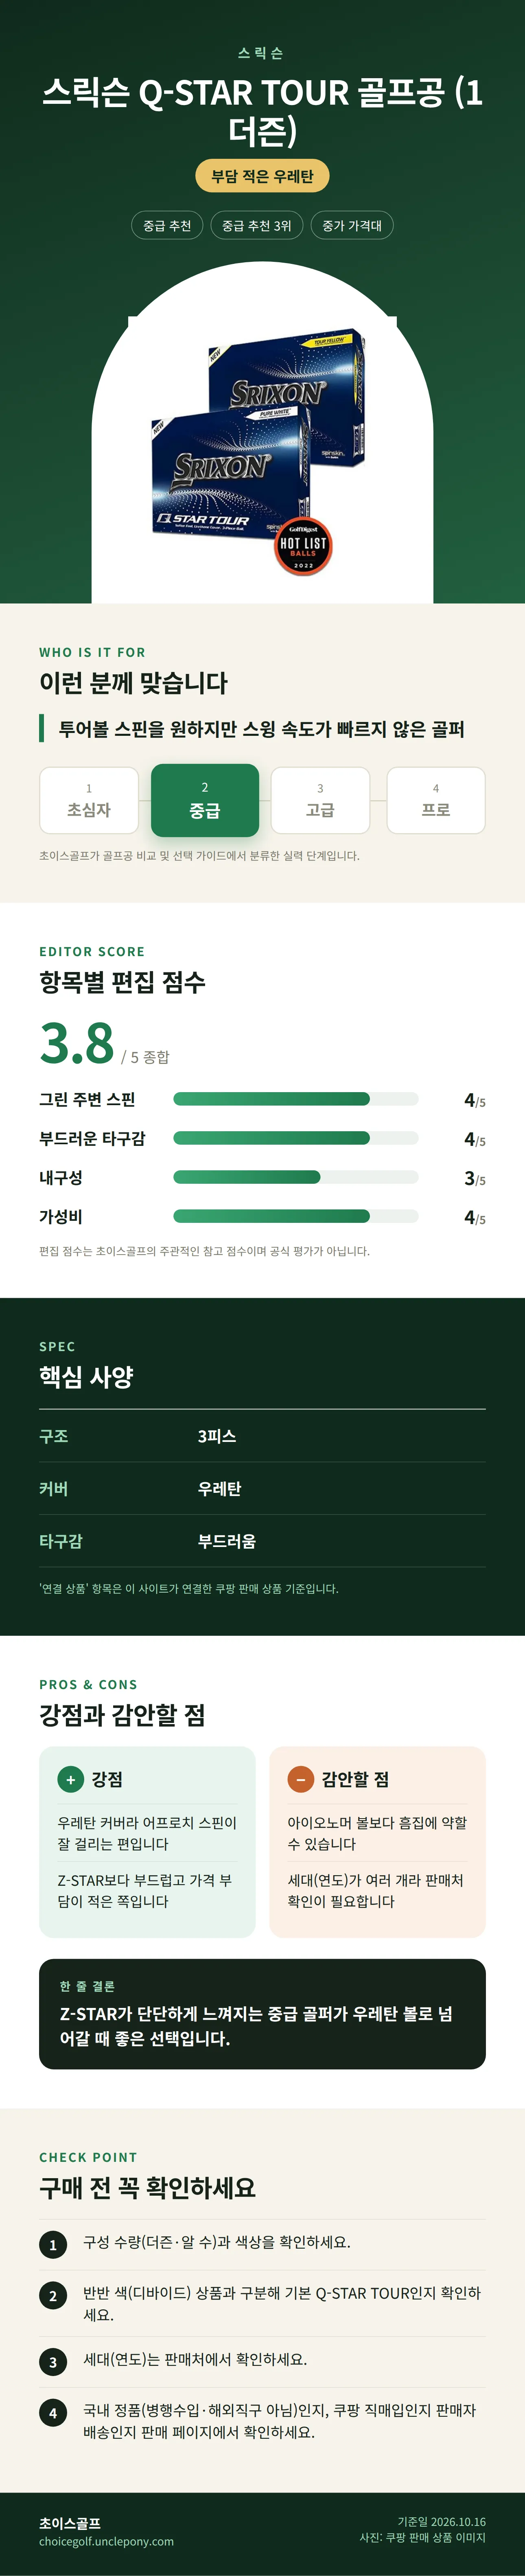 스릭슨
스릭슨 Q-STAR TOUR 골프공 (1
더즌)
부담 적은 우레탄
중급 추천
중급 추천 3위
중가 가격대
NEW
TOUR YELLOW
SRIXON
NEW
PURE WHITE
SRIXON
spinskin
Q STAR TOUR
GolfDigest
HOT LIST
BALLS
2022
WHO IS IT FOR
이런 분께 맞습니다
투어볼 스핀을 원하지만 스윙 속도가 빠르지 않은 골퍼
1
초심자
2
중급
3
고급
4
프로
초이스골프가 골프공 비교 및 선택 가이드에서 분류한 실력 단계입니다.
EDITOR SCORE
항목별 편집 점수
3.8 / 5 종합
그린 주변 스핀 4/5
부드러운 타구감 4/5
내구성 3/5
가성비 4/5
편집 점수는 초이스골프의 주관적인 참고 점수이며 공식 평가가 아닙니다.
SPEC
핵심 사양
구조 3피스
커버 우레탄
타구감 부드러움
'연결 상품' 항목은 이 사이트가 연결한 쿠팡 판매 상품 기준입니다.
PROS & CONS
강점과 감안할 점
+ 강점
우레탄 커버라 어프로치 스핀이
잘 걸리는 편입니다
Z-STAR보다 부드럽고 가격 부
담이 적은 쪽입니다
− 감안할 점
아이오노머 볼보다 흠집에 약할
수 있습니다
세대(연도)가 여러 개라 판매처
확인이 필요합니다
한 줄 결론
Z-STAR가 단단하게 느껴지는 중급 골퍼가 우레탄 볼로 넘
어갈 때 좋은 선택입니다.
CHECK POINT
구매 전 꼭 확인하세요
1 구성 수량(더즌·알 수)과 색상을 확인하세요.
2 반반 색(디바이드) 상품과 구분해 기본 Q-STAR TOUR인지 확인하
세요.
3 세대(연도)는 판매처에서 확인하세요.
4 국내 정품(병행수입·해외직구 아님)인지, 쿠팡 직매입인지 판매자
배송인지 판매 페이지에서 확인하세요.
초이스골프
choicegolf.unclepony.com
기준일 2026.10.16
사진: 쿠팡 판매 상품 이미지